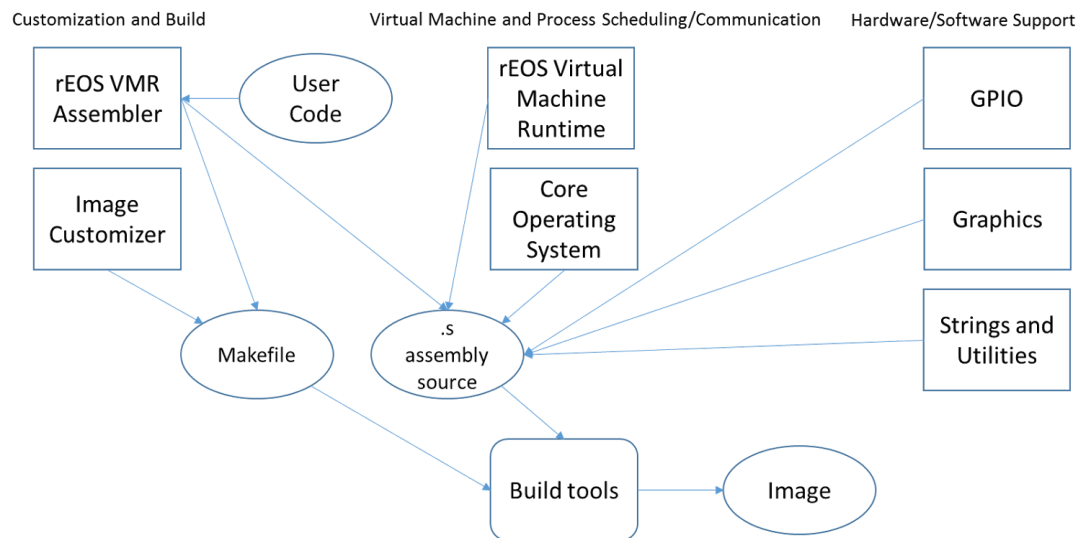 Customization and Build
Virtual Machine and Process Scheduling/Communication
Hardware/Software Support
rEOS VMR
Assembler
User
Code
rEOS Virtual
Machine
Runtime
GPIO
Image
Customizer
Core
Operating
System
Graphics
Makefile
.s
assembly
source
Strings and
Utilities
Build tools
Image